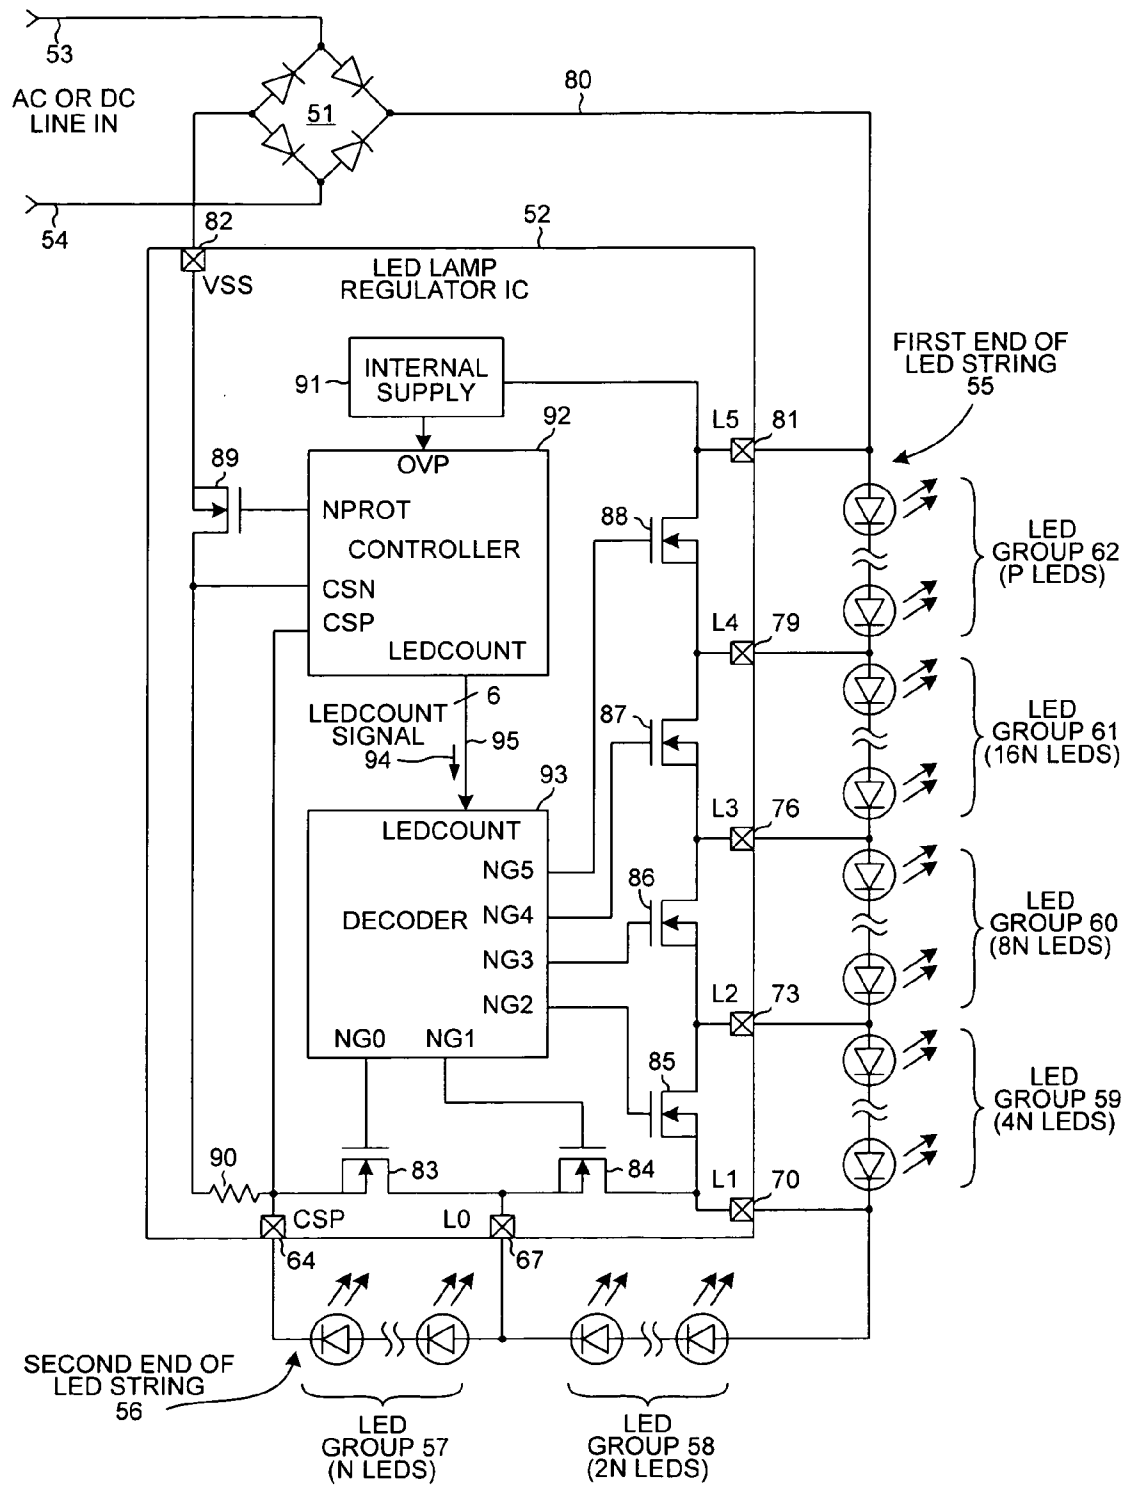 53
AC OR DC
LINE IN
54
51
80
82
VSS
52
LED LAMP
REGULATOR IC
91
INTERNAL
SUPPLY
92
OVP
89
NPROT
CONTROLLER
CSN
CSP
LEDCOUNT
6
LEDCOUNT
SIGNAL
94
95
93
LEDCOUNT
DECODER
NG5
NG4
NG3
NG2
NG0
NG1
88
87
86
85
L5
81
L4
79
L3
76
L2
73
L1
70
FIRST END OF
LED STRING
55
LED
GROUP 62
(P LEDS)
LED
GROUP 61
(16N LEDS)
LED
GROUP 60
(8N LEDS)
LED
GROUP 59
(4N LEDS)
90
83
84
CSP
64
L0
67
SECOND END OF
LED STRING
56
LED
GROUP 57
(N LEDS)
LED
GROUP 58
(2N LEDS)